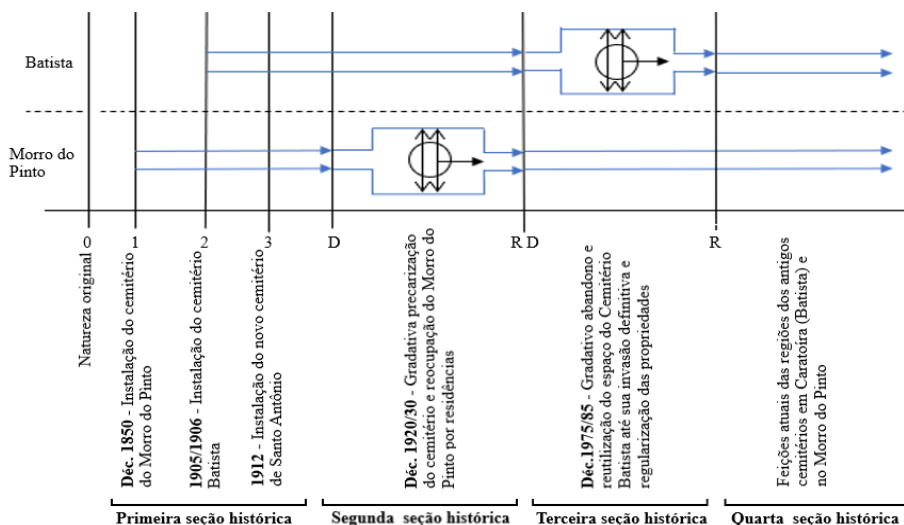 Batista
Morro do
Pinto
0
1
2
3
D
R D
R
Natureza original
Déc. 1850 - Instalação do cemitério
do Morro do Pinto
1905/1906 - Instalação do cemitério
Batista
1912 - Instalação do novo cemitério
de Santo Antônio
Déc. 1920/30 - Gradativa precarização
do cemitério e reocupação do Morro do
Pinto por residências
Déc.1975/85 - Gradativo abandono e
reutilização do espaço do Cemitério
Batista até sua invasão definitiva e
regularização das propriedades
Feições atuais das regiões dos antigos
cemitérios em Caratoíra (Batista) e
no Morro do Pinto
Primeira seção histórica
Segunda seção histórica
Terceira seção histórica
Quarta seção histórica